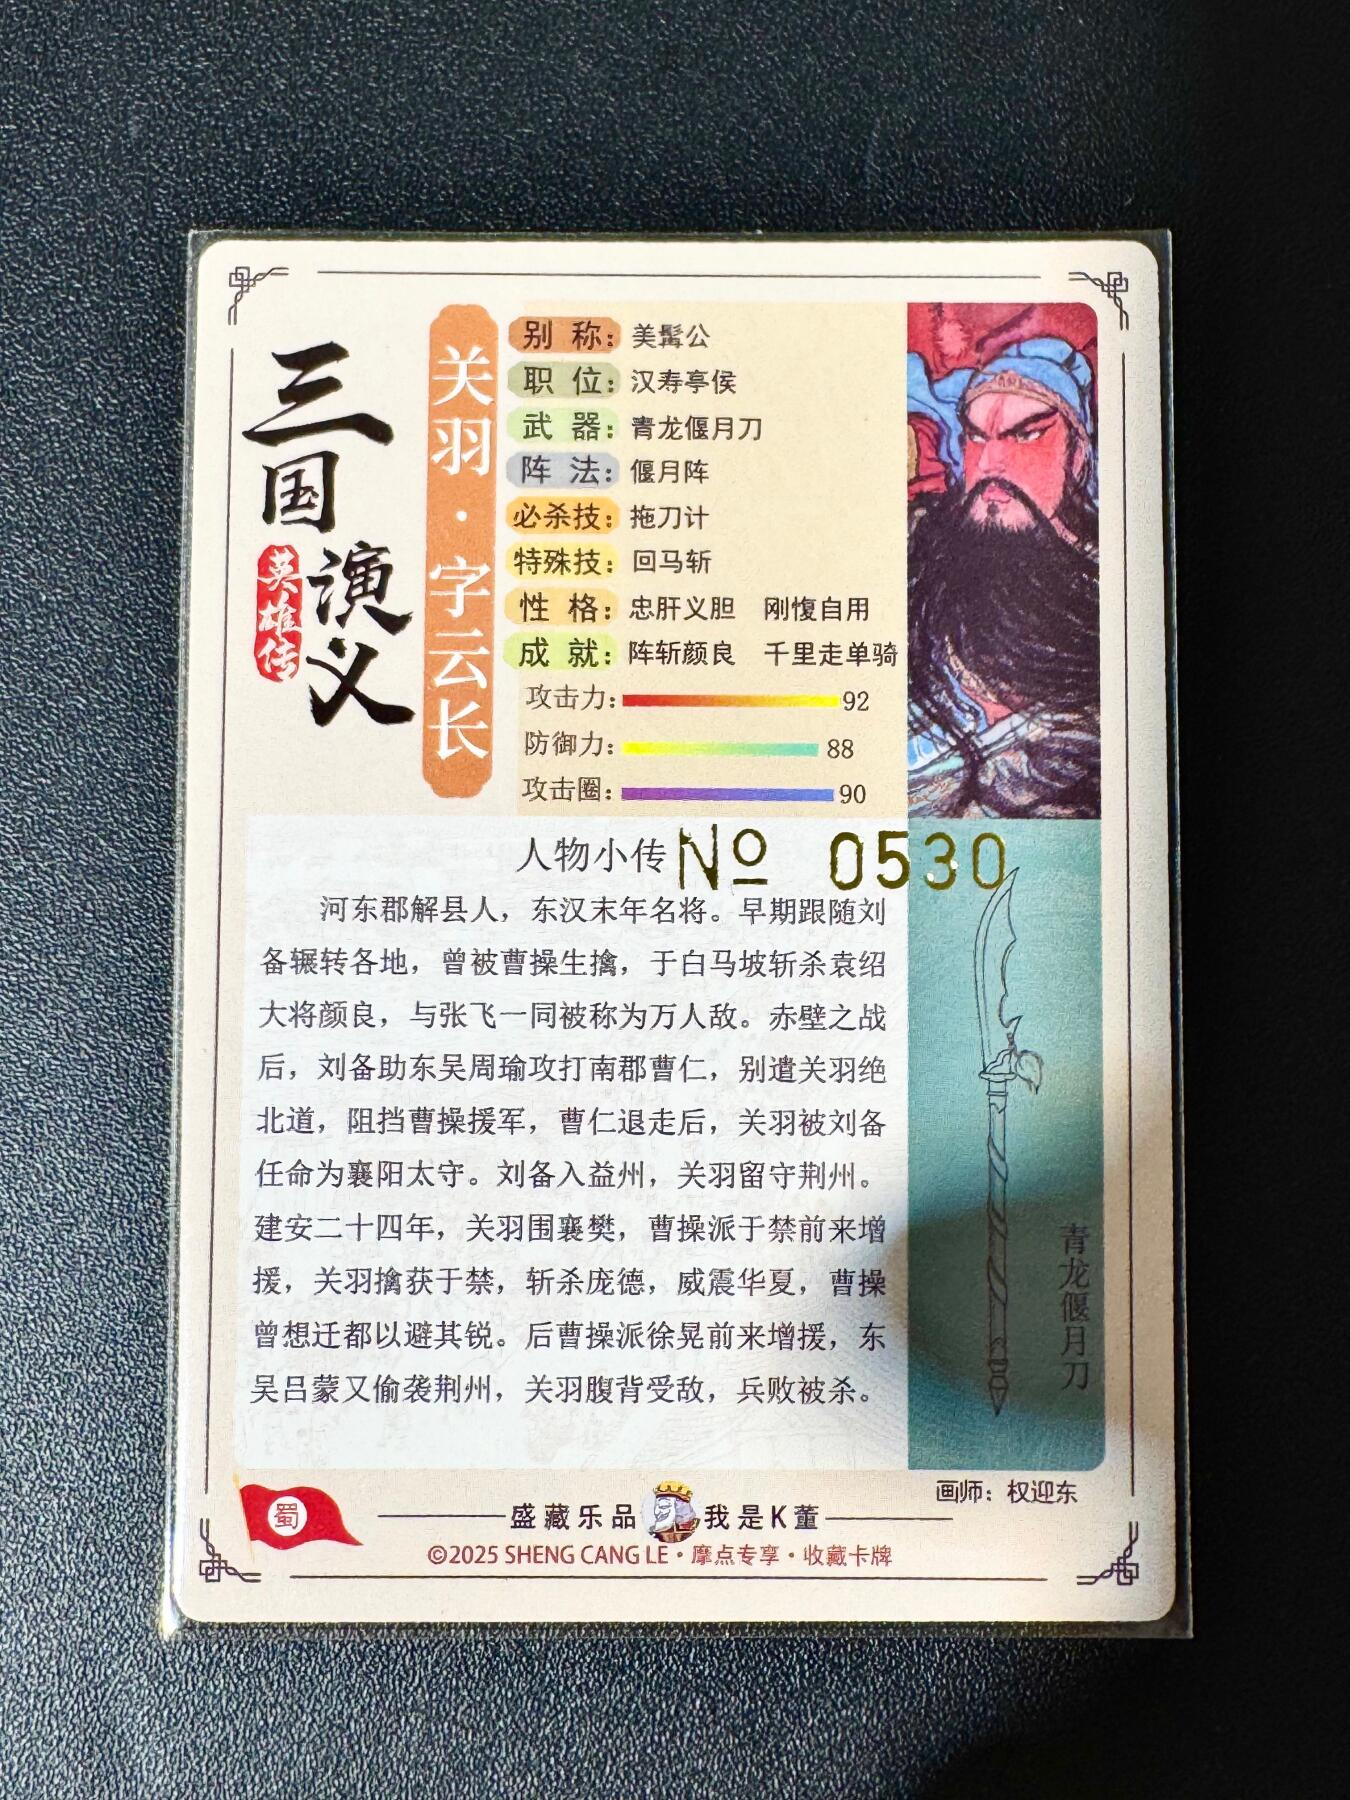 三国演义
英雄传
关羽·字云长
别 称：美髯公
职 位：汉寿亭侯
武 器：青龙偃月刀
阵 法：偃月阵
必杀技：拖刀计
特殊技：回马斩
性 格：忠肝义胆 刚愎自用
成 就：阵斩颜良 千里走单骑
攻击力：92
防御力：88
攻击圈：90
人物小传
No 0530
河东郡解县人，东汉末年名将。早期跟随刘
备辗转各地，曾被曹操生擒，于白马坡斩杀袁绍
大将颜良，与张飞一同被称为万人敌。赤壁之战
后，刘备助东吴周瑜攻打南郡曹仁，别遣关羽绝
北道，阻挡曹操援军，曹仁退走后，关羽被刘备
任命为襄阳太守。刘备入益州，关羽留守荆州。
建安二十四年，关羽围襄樊，曹操派于禁前来增
援，关羽擒获于禁，斩杀庞德，威震华夏，曹操
曾想迁都以避其锐。后曹操派徐晃前来增援，东
吴吕蒙又偷袭荆州，关羽腹背受敌，兵败被杀。
青龙偃月刀
画师：权迎东
蜀
盛藏乐品 我是K董
©2025 SHENG CANG LE·摩点专享·收藏卡牌